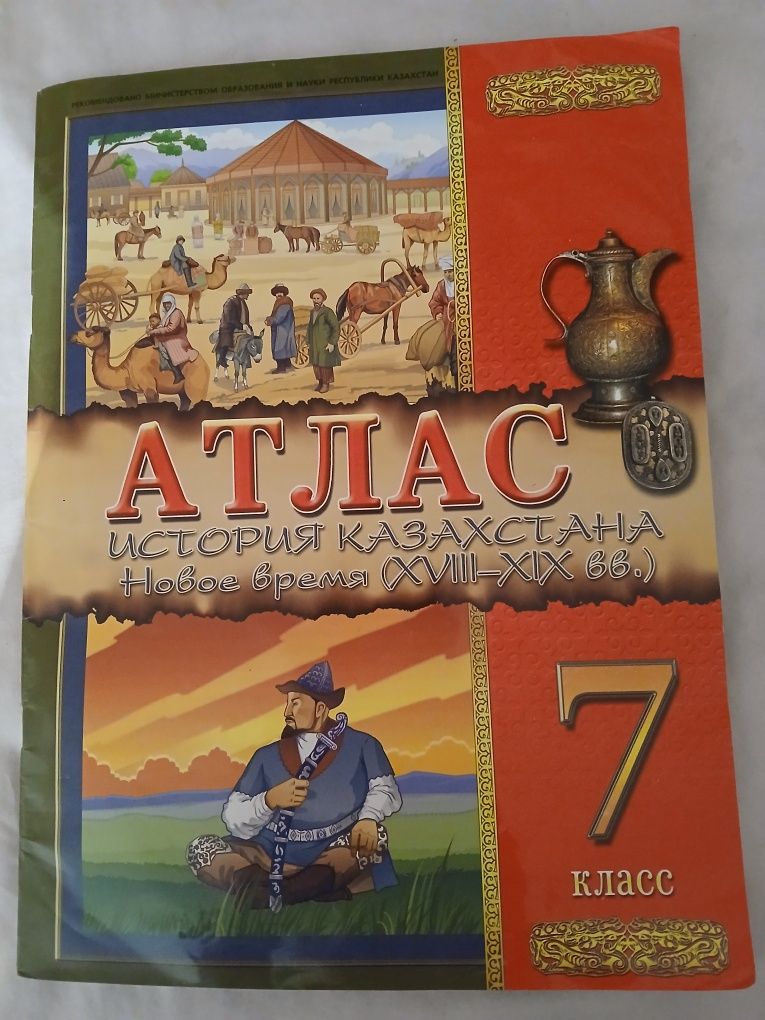 РЕКОМЕНДОВАНО МИНИСТЕРСТВОМ ОБРАЗОВАНИЯ И НАУКИ РЕСПУБЛИКИ КАЗАХСТАН
АТЛАС
ИСТОРИЯ КАЗАХСТАНА
Новое время (XVIII–XIX вв.)
7
класс